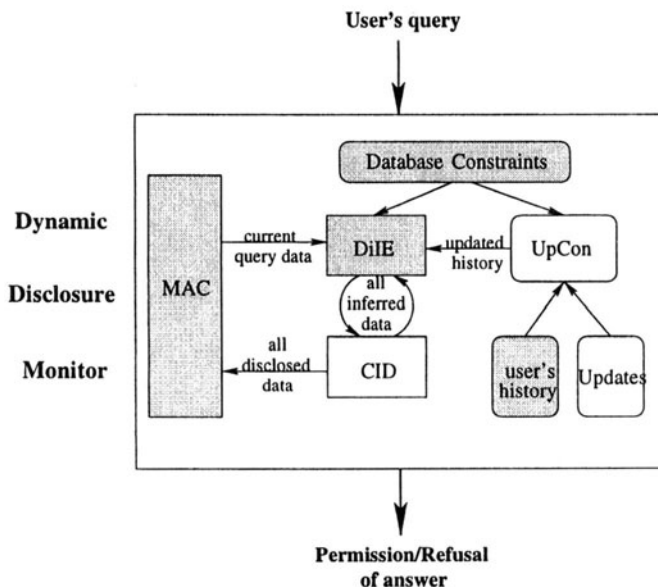 User's query
Database Constraints
Dynamic
Disclosure
Monitor
MAC
current
query data
DiIE
updated
history
UpCon
all
inferred
data
all
disclosed
data
CID
user's
history
Updates
Permission/Refusal
of answer